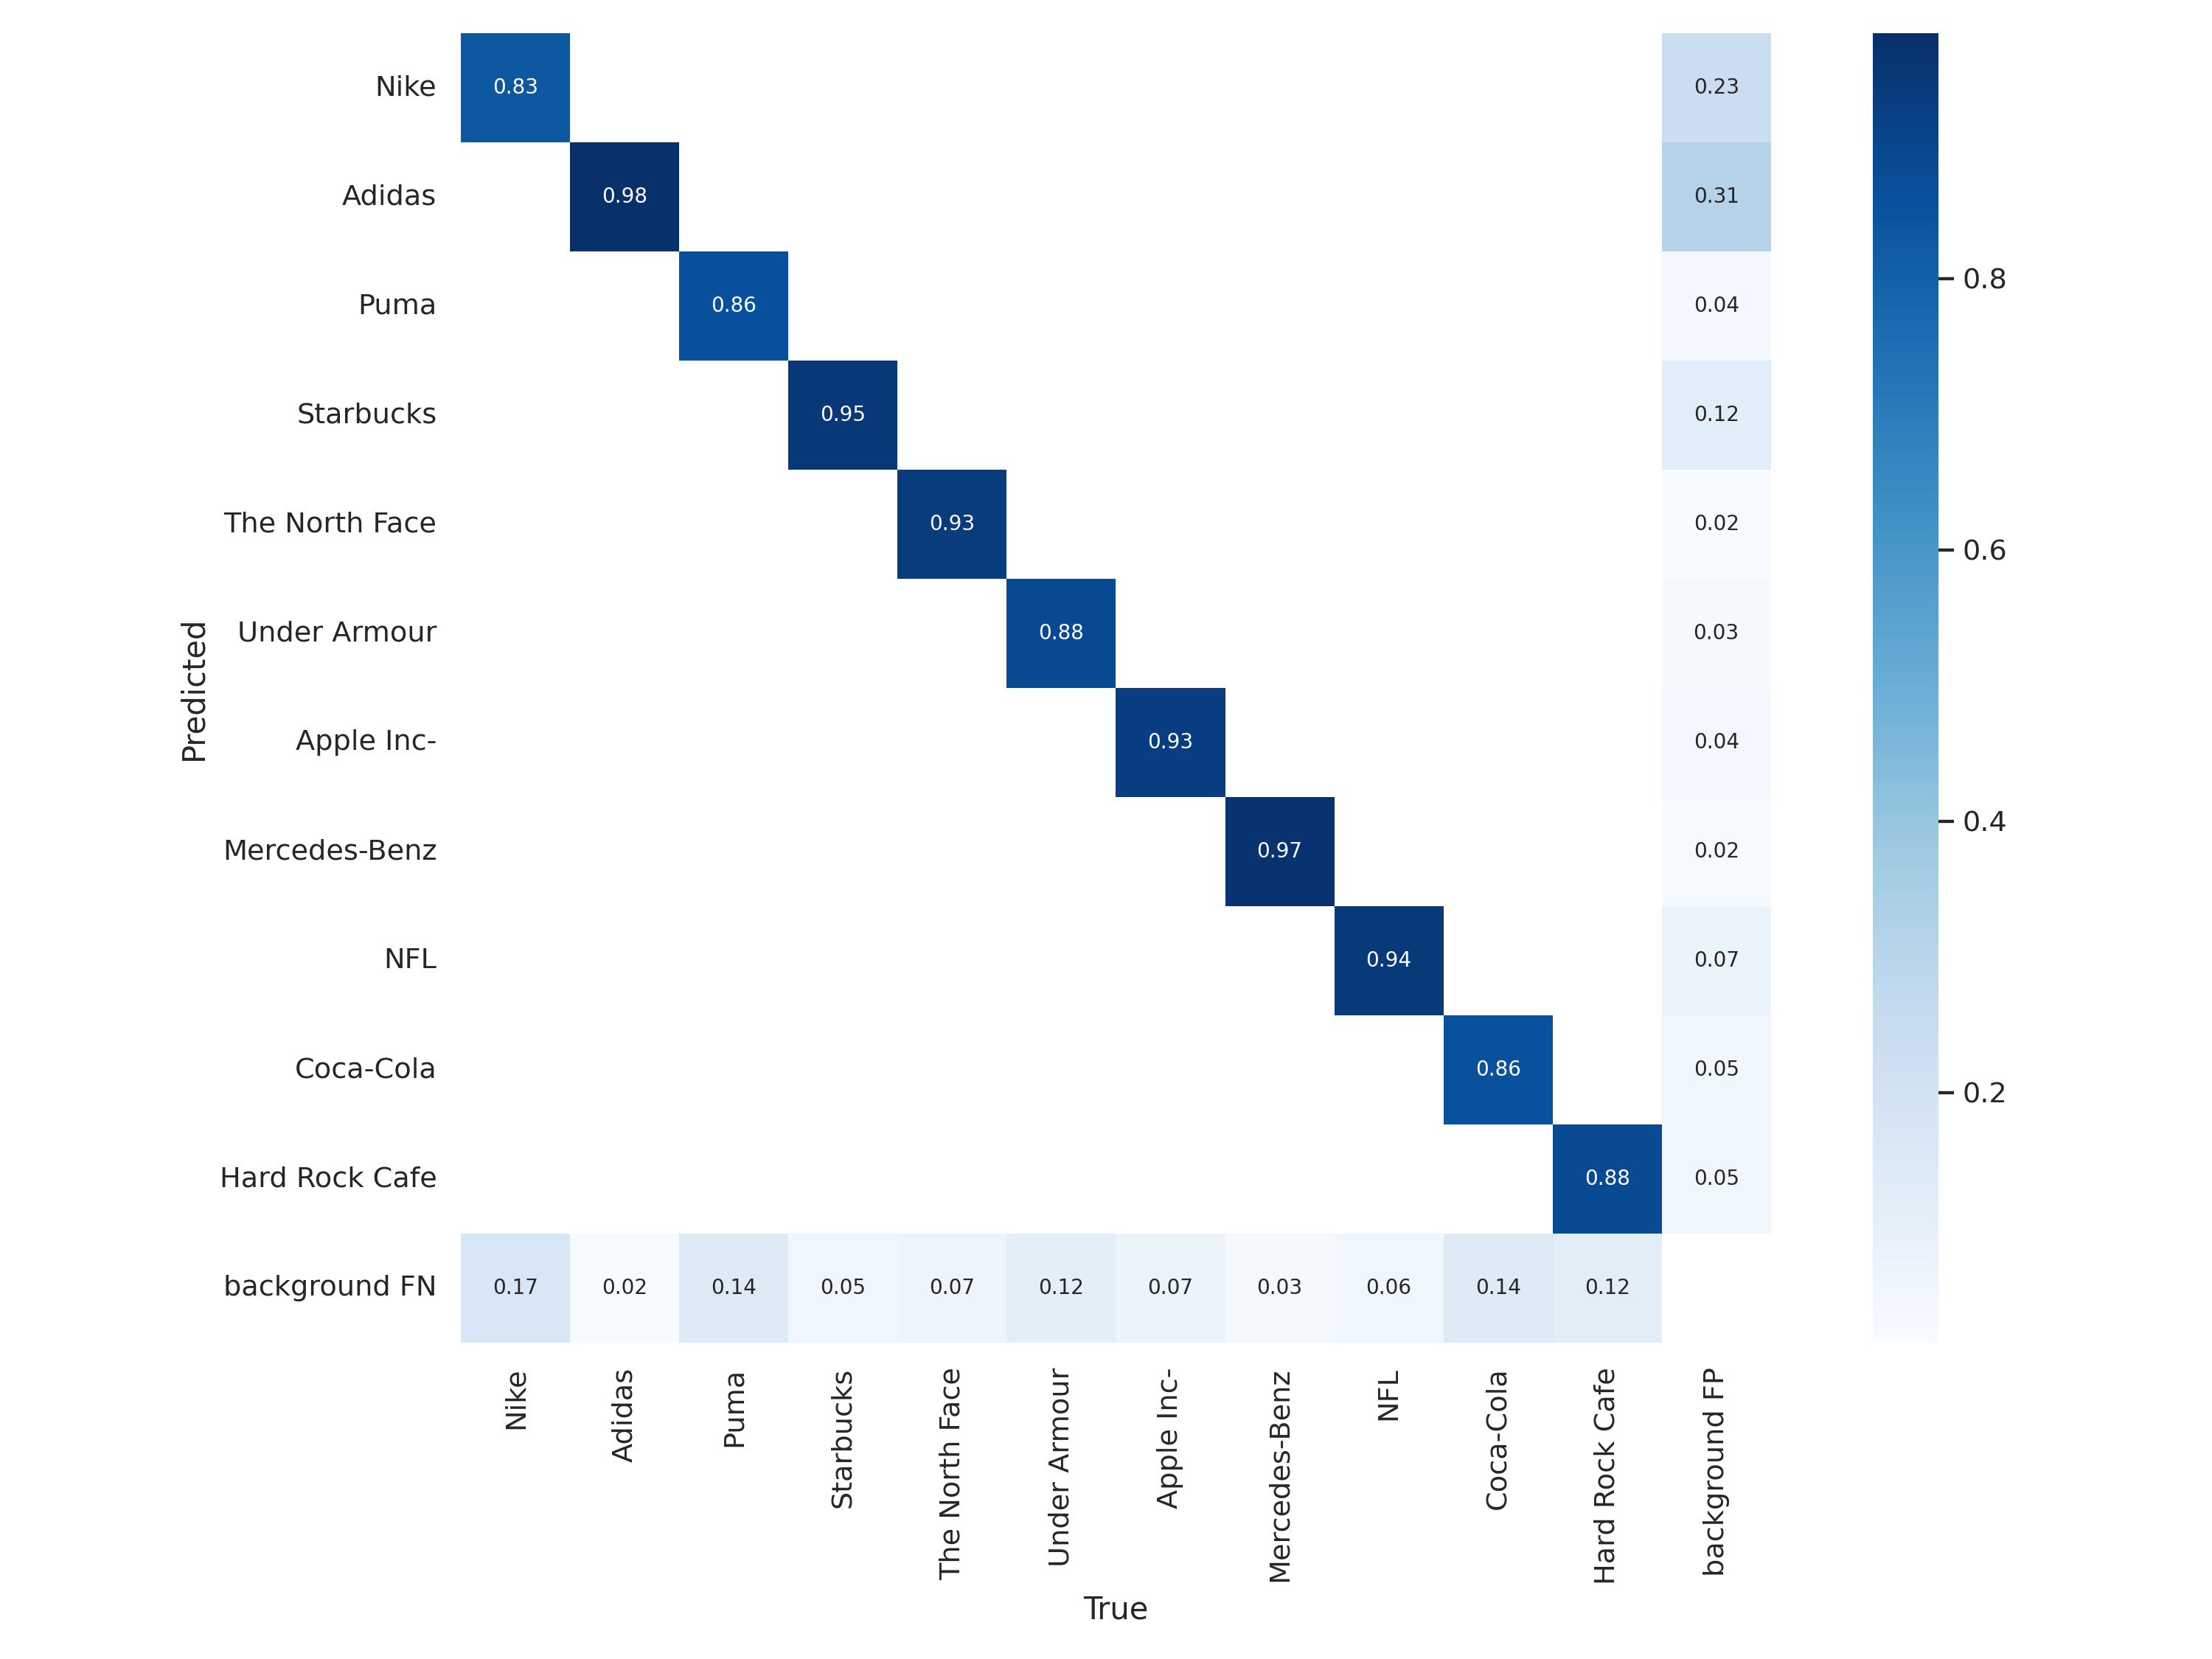 Nike 0.83 0.23
Adidas 0.98 0.31
Puma 0.86 0.04
Starbucks 0.95 0.12
The North Face 0.93 0.02
Under Armour 0.88 0.03
Apple Inc- 0.93 0.04
Mercedes-Benz 0.97 0.02
NFL 0.94 0.07
Coca-Cola 0.86 0.05
Hard Rock Cafe 0.88 0.05
background FN 0.17 0.02 0.14 0.05 0.07 0.12 0.07 0.03 0.06 0.14 0.12
Predicted
Nike
Adidas
Puma
Starbucks
The North Face
Under Armour
Apple Inc-
Mercedes-Benz
NFL
Coca-Cola
Hard Rock Cafe
background FP
True
0.8
0.6
0.4
0.2